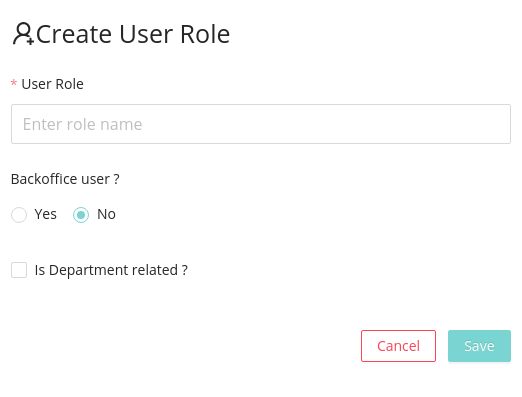 Create User Role
* User Role
Enter role name
Backoffice user ?
Yes No
Is Department related ?
Cancel Save